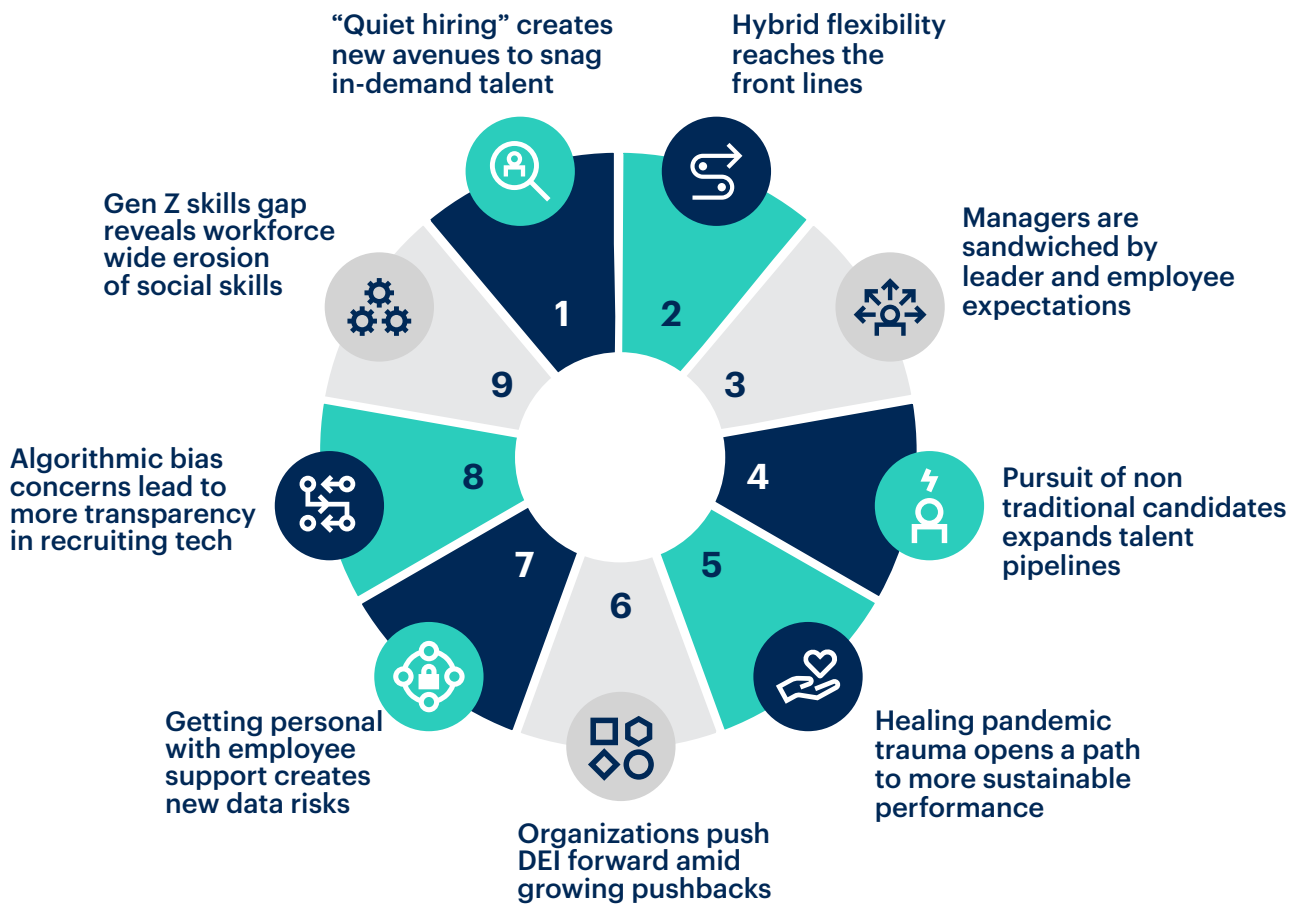 “Quiet hiring” creates
new avenues to snag
in-demand talent
1
Hybrid flexibility
reaches the
front lines
2
Managers are
sandwiched by
leader and employee
expectations
3
Pursuit of non
traditional candidates
expands talent
pipelines
4
Healing pandemic
trauma opens a path
to more sustainable
performance
5
Organizations push
DEI forward amid
growing pushbacks
6
Getting personal
with employee
support creates
new data risks
7
Algorithmic bias
concerns lead to
more transparency
in recruiting tech
8
Gen Z skills gap
reveals workforce
wide erosion
of social skills
9